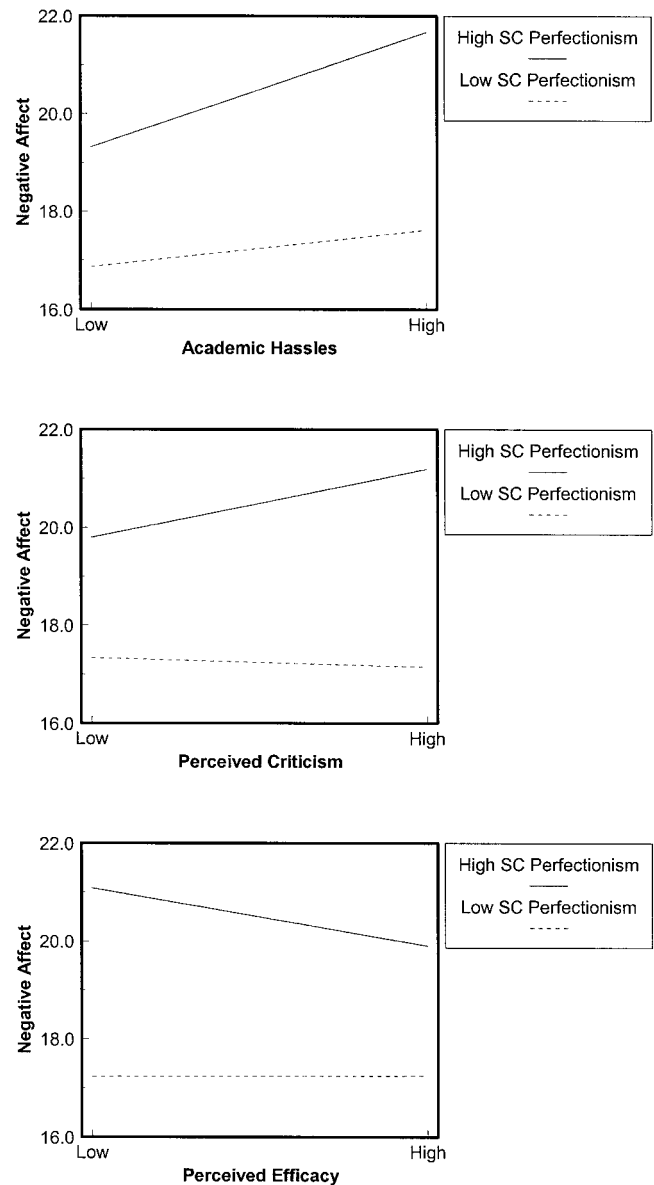 22.0
20.0
18.0
16.0
Negative Affect
Low
High
Academic Hassles
High SC Perfectionism
Low SC Perfectionism
22.0
20.0
18.0
16.0
Negative Affect
Low
High
Perceived Criticism
High SC Perfectionism
Low SC Perfectionism
22.0
20.0
18.0
16.0
Negative Affect
Low
High
Perceived Efficacy
High SC Perfectionism
Low SC Perfectionism